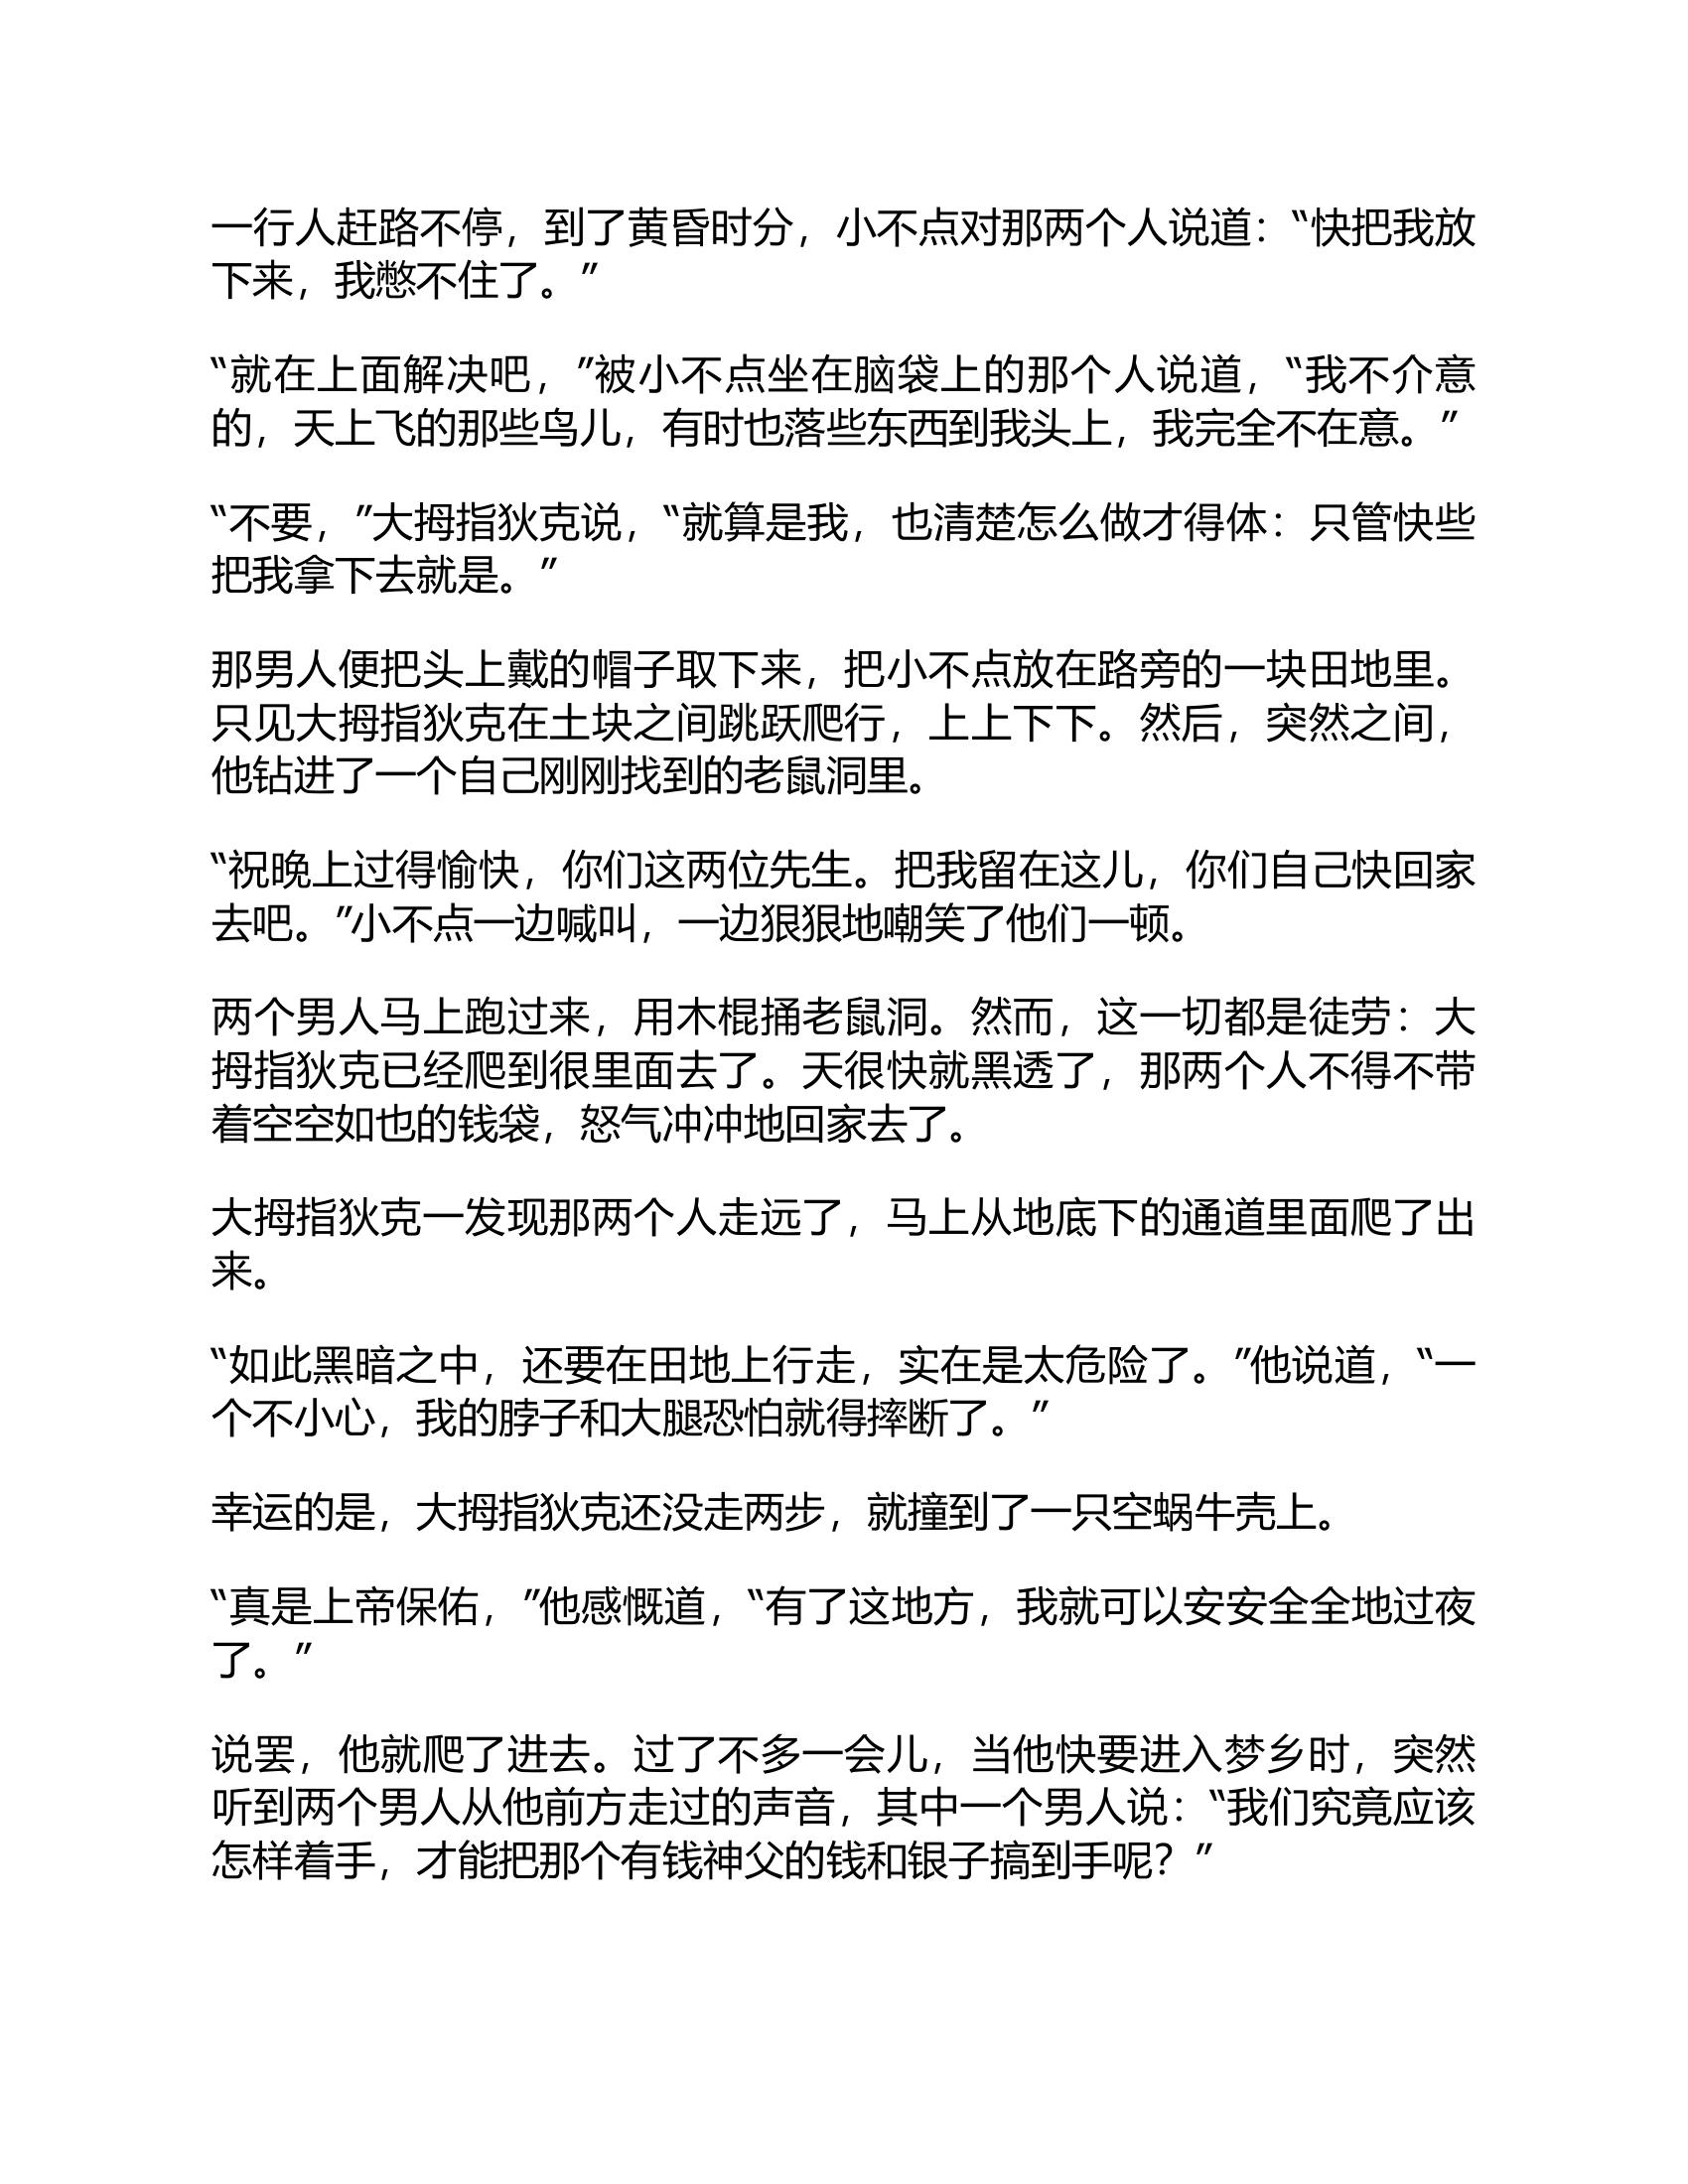 一行人赶路不停，到了黄昏时分，小不点对那两个人说道：“快把我放
下来，我憋不住了。”
“就在上面解决吧，”被小不点坐在脑袋上的那个人说道，“我不介意
的，天上飞的那些鸟儿，有时也落些东西到我头上，我完全不在意。”
“不要，”大拇指狄克说，“就算是我，也清楚怎么做才得体：只管快些
把我拿下去就是。”
那男人便把头上戴的帽子取下来，把小不点放在路旁的一块田地里。
只见大拇指狄克在土块之间跳跃爬行，上上下下。然后，突然之间，
他钻进了一个自己刚刚找到的老鼠洞里。
“祝晚上过得愉快，你们这两位先生。把我留在这儿，你们自己快回家
去吧。”小不点一边喊叫，一边狠狠地嘲笑了他们一顿。
两个男人马上跑过来，用木棍捅老鼠洞。然而，这一切都是徒劳：大
拇指狄克已经爬到很里面去了。天很快就黑透了，那两个人不得不带
着空空如也的钱袋，怒气冲冲地回家去了。
大拇指狄克一发现那两个人走远了，马上从地底下的通道里面爬了出
来。
“如此黑暗之中，还要在田地上行走，实在是太危险了。”他说道，“一
个不小心，我的脖子和大腿恐怕就得摔断了。”
幸运的是，大拇指狄克还没走两步，就撞到了一只空蜗牛壳上。
“真是上帝保佑，”他感慨道，“有了这地方，我就可以安安全全地过夜
了。”
说罢，他就爬了进去。过了不多一会儿，当他快要进入梦乡时，突然
听到两个男人从他前方走过的声音，其中一个男人说：“我们究竟应该
怎样着手，才能把那个有钱神父的钱和银子搞到手呢？”